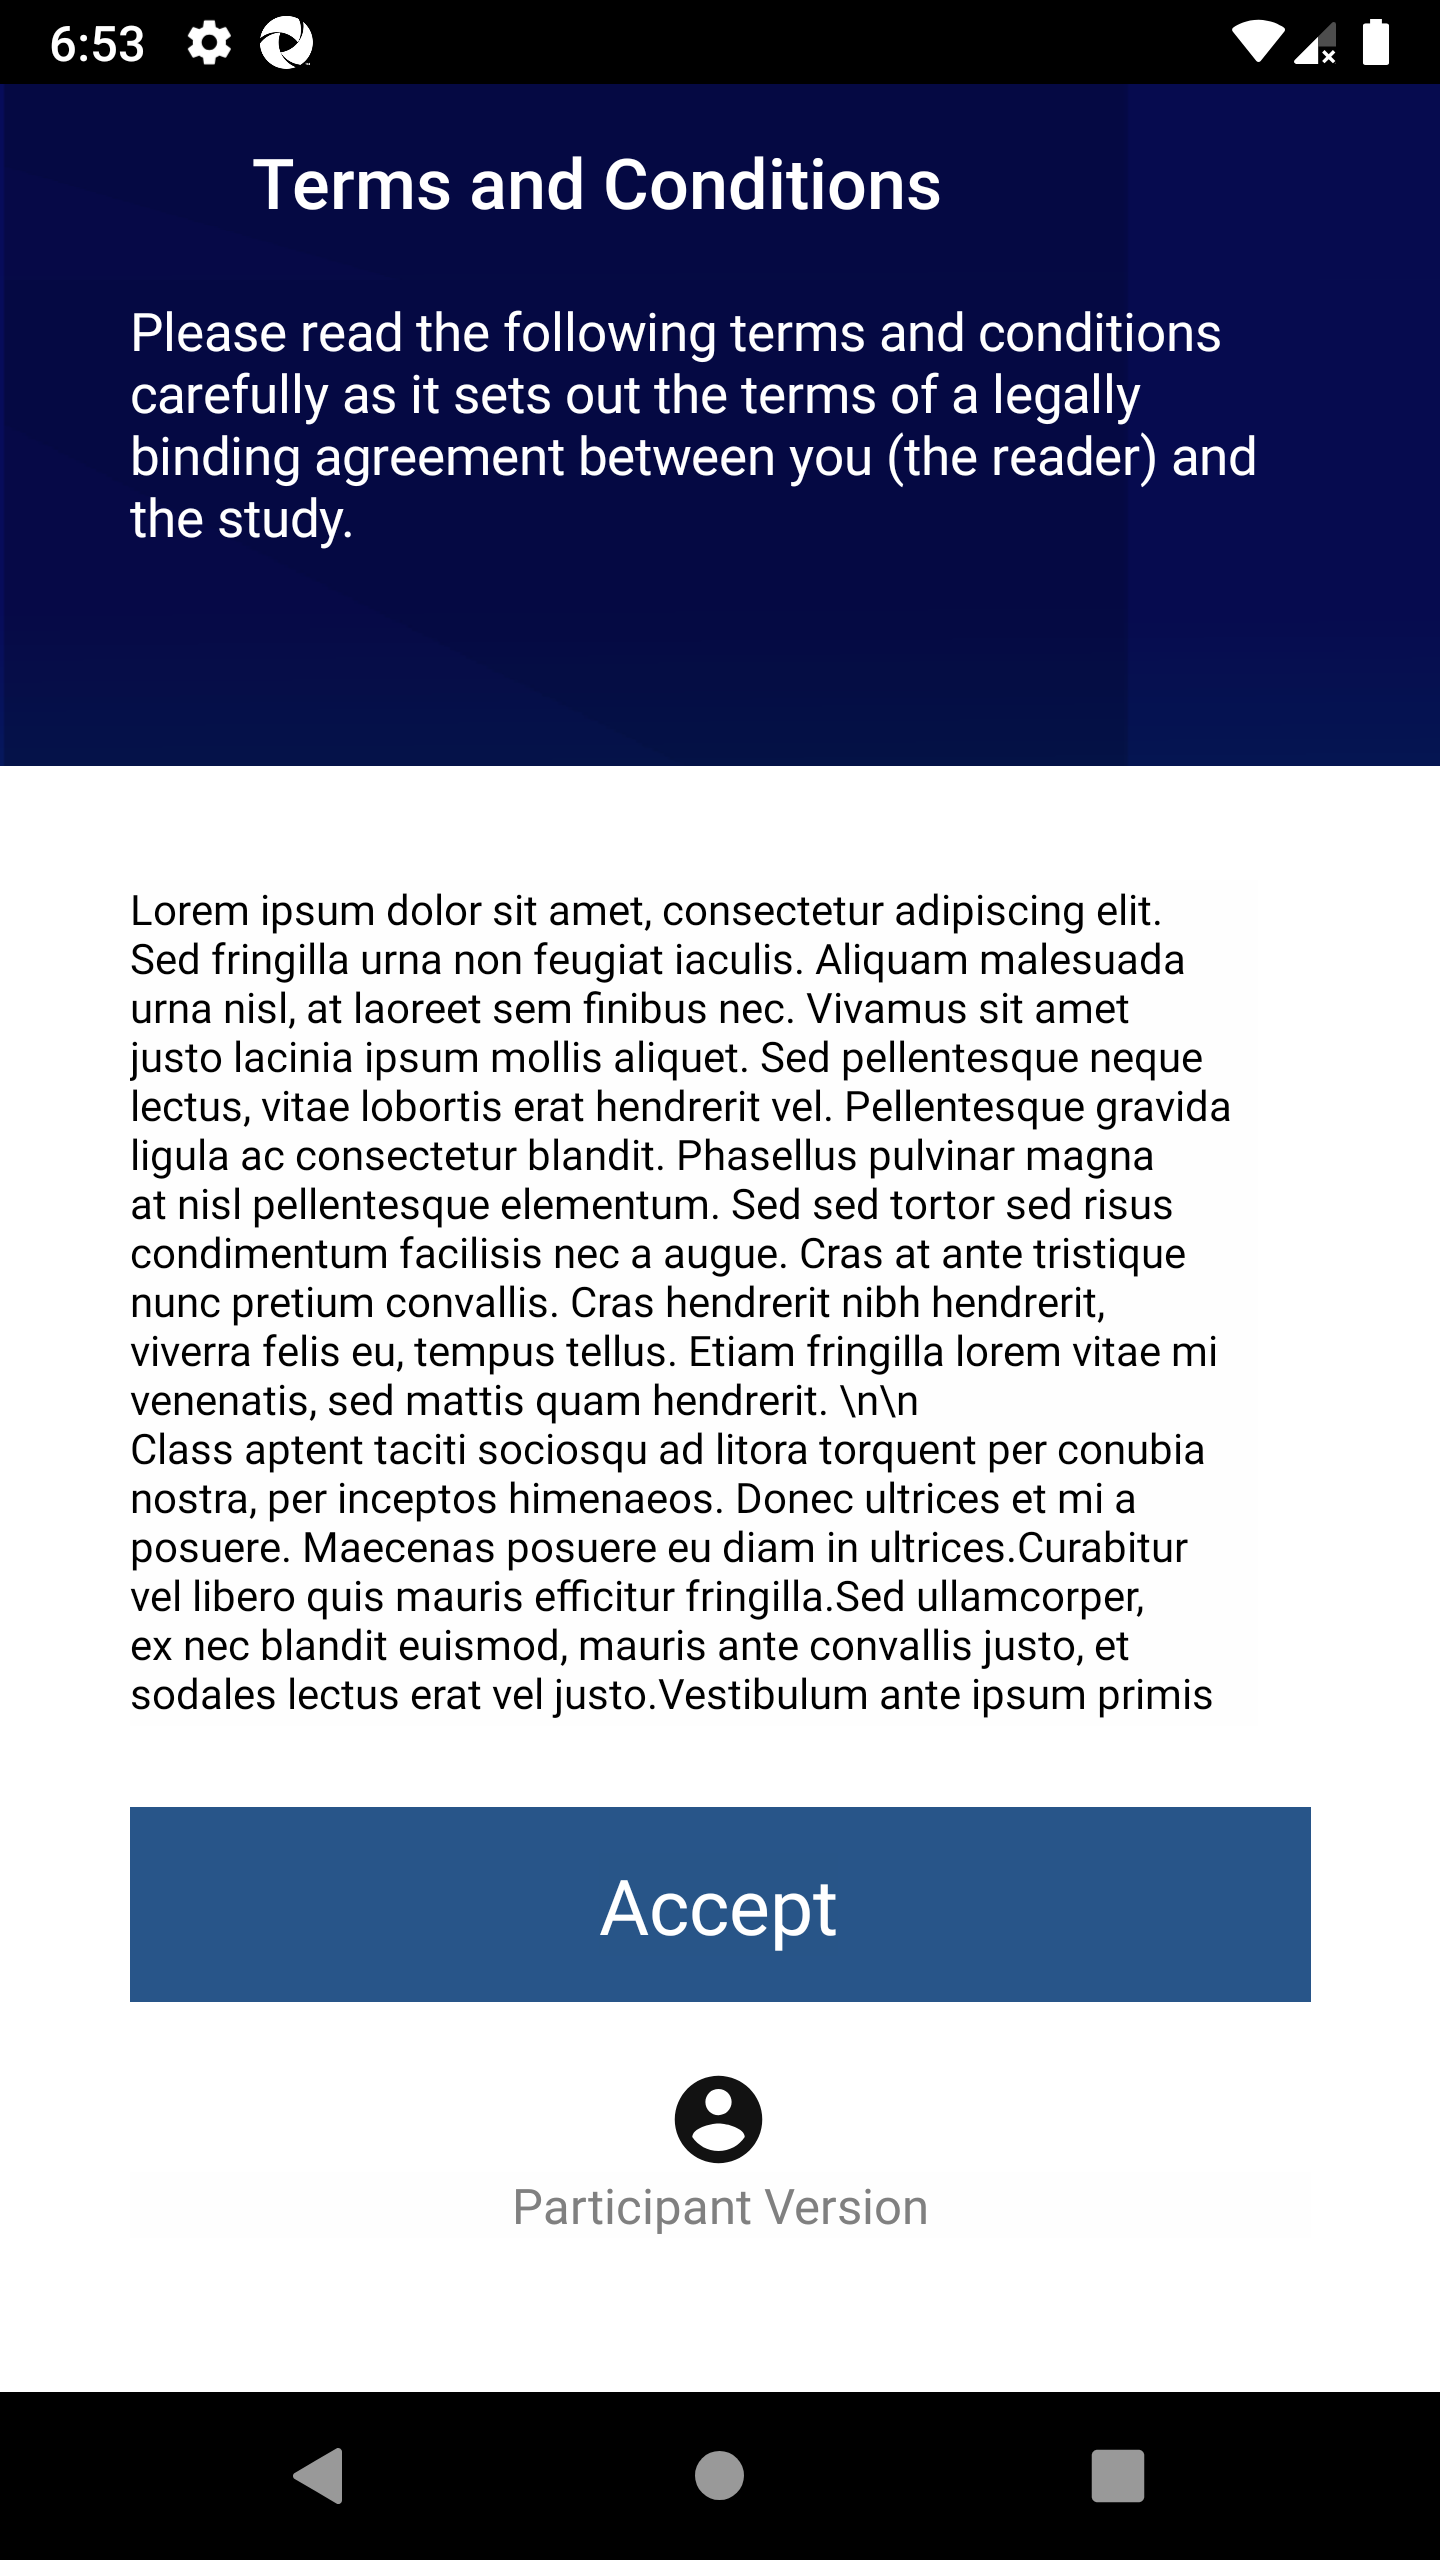 6:53
Terms and Conditions
Please read the following terms and conditions
carefully as it sets out the terms of a legally
binding agreement between you (the reader) and
the study.
Lorem ipsum dolor sit amet, consectetur adipiscing elit.
Sed fringilla urna non feugiat iaculis. Aliquam malesuada
urna nisl, at laoreet sem finibus nec. Vivamus sit amet
justo lacinia ipsum mollis aliquet. Sed pellentesque neque
lectus, vitae lobortis erat hendrerit vel. Pellentesque gravida
ligula ac consectetur blandit. Phasellus pulvinar magna
at nisl pellentesque elementum. Sed sed tortor sed risus
condimentum facilisis nec a augue. Cras at ante tristique
nunc pretium convallis. Cras hendrerit nibh hendrerit,
viverra felis eu, tempus tellus. Etiam fringilla lorem vitae mi
venenatis, sed mattis quam hendrerit. \n\n
Class aptent taciti sociosqu ad litora torquent per conubia
nostra, per inceptos himenaeos. Donec ultrices et mi a
posuere. Maecenas posuere eu diam in ultrices.Curabitur
vel libero quis mauris efficitur fringilla.Sed ullamcorper,
ex nec blandit euismod, mauris ante convallis justo, et
sodales lectus erat vel justo.Vestibulum ante ipsum primis
Accept
Participant Version